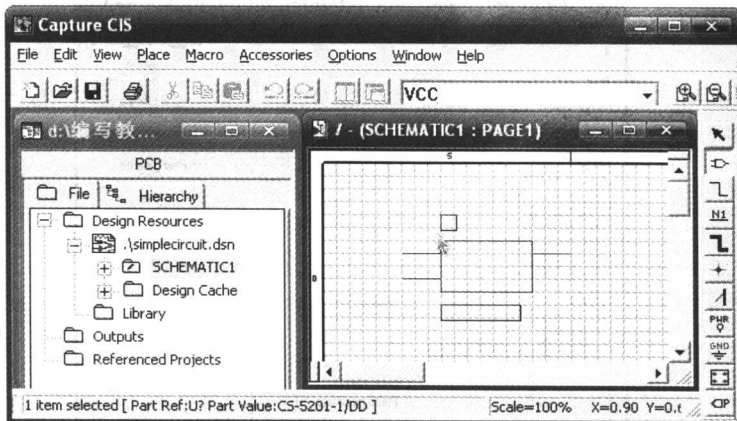 Capture CIS
File Edit View Place Macro Accessories Options Window Help
VCC
d:\编写教...
PCB
File Hierarchy
Design Resources
.\simplecircuit.dsn
SCHEMATIC1
Design Cache
Library
Outputs
Referenced Projects
/ - (SCHEMATIC1 : PAGE1)
5
D
N1
PWR
GND
1 item selected [ Part Ref:U? Part Value:CS-5201-1/DD ]
Scale=100% X=0.90 Y=0.